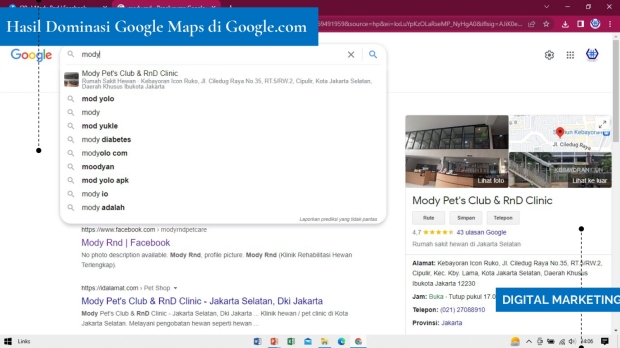 Hasil Dominasi Google Maps di Google.com
Google
mody
Mody Pet's Club & RnD Clinic
Rumah Sakit Hewan · Kebayoran Icon Ruko, Jl. Ciledug Raya No 35, RT.5/RW.2, Cipulir, Kota Jakarta Selatan,
Daerah Khusus Ibukota Jakarta
mod yolo
mody
mod yukle
mody diabetes
modyolo com
moodyan
mod yolo apk
mody io
mody adalah
Laporkan prediksi yang tidak pantas
https://www.facebook.com › modyrndpetcare
Mody Rnd | Facebook
No photo description available. Mody Rnd, profile picture. Mody Rnd (Klinik Rehabilitasi Hewan
Terlengkap).
https://idalamat.com › Pet Shop
Mody Pet's Club & RnD Clinic - Jakarta Selatan, Dki Jakarta
Mody Pet's Club & RnD Clinic - Jakarta Selatan, ... Klinik hewan / pet clinic di Kota
Jakarta Selatan. Melayani pengobatan hewan seperti hewan ...
Jl. Ciledug Raya
Lihat foto
Lihat ke luar
Mody Pet's Club & RnD Clinic
Rute
Simpan
Telepon
4,7 43 ulasan Google
Rumah sakit hewan di Jakarta Selatan
Alamat: Kebayoran Icon Ruko, Jl. Ciledug Raya No 35, RT.5/RW.2,
Cipulir, Kec. Kby. Lama, Kota Jakarta Selatan, Daerah Khusus
Ibukota Jakarta 12230
Jam: Buka · Tutup pukul 17.0
Telepon: (021) 27088910
Provinsi: Jakarta
DIGITAL MARKETING
Links